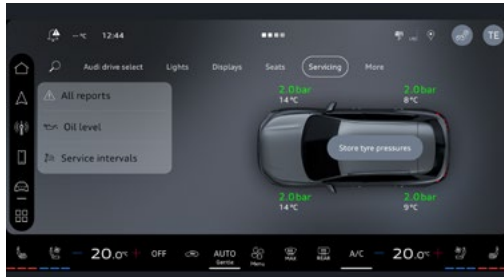 --°C 12:44
TE
Audi drive select Lights Displays Seats Servicing More
All reports
Oil level
Service intervals
2.0bar
14°C
2.0bar
8°C
Store tyre pressures
2.0bar
14°C
2.0bar
9°C
20.0°C OFF AUTO MAX REAR A/C 20.0°C
Gentle Menu